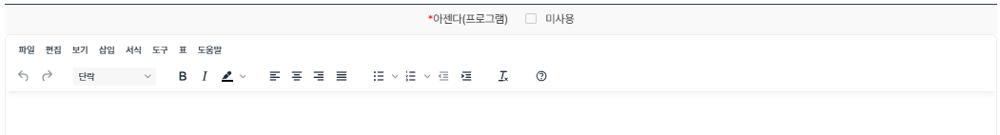 *아젠다(프로그램) 미사용
파일 편집 보기 삽입 서식 도구 표 도움말
단락 B I